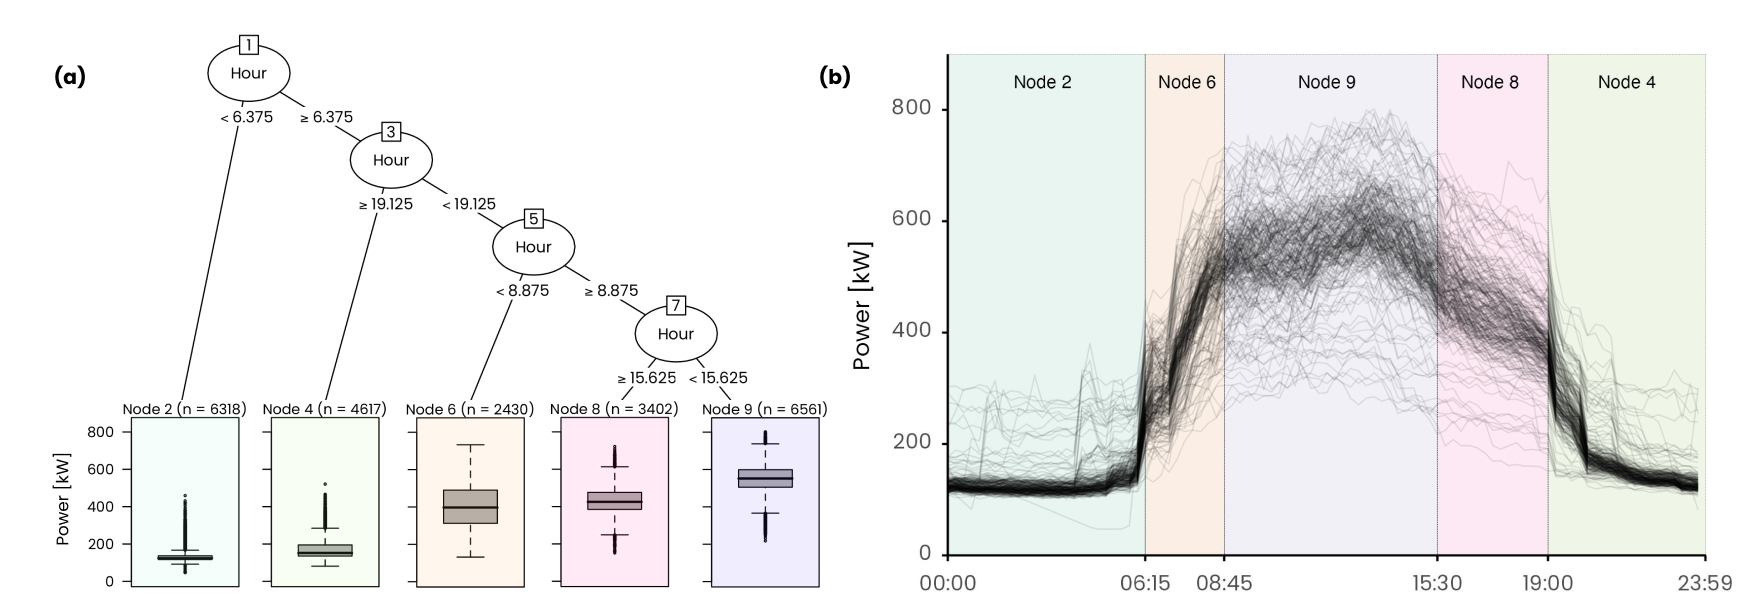 (a)
1
Hour
< 6.375
≥ 6.375
3
Hour
≥ 19.125
< 19.125
5
Hour
< 8.875
≥ 8.875
7
Hour
≥ 15.625
< 15.625
Node 2 (n = 6318)
Node 4 (n = 4617)
Node 6 (n = 2430)
Node 8 (n = 3402)
Node 9 (n = 6561)
Power [kW]
800
600
400
200
0
(b)
Node 2
Node 6
Node 9
Node 8
Node 4
Power [kW]
800
600
400
200
0
00:00
06:15
08:45
15:30
19:00
23:59